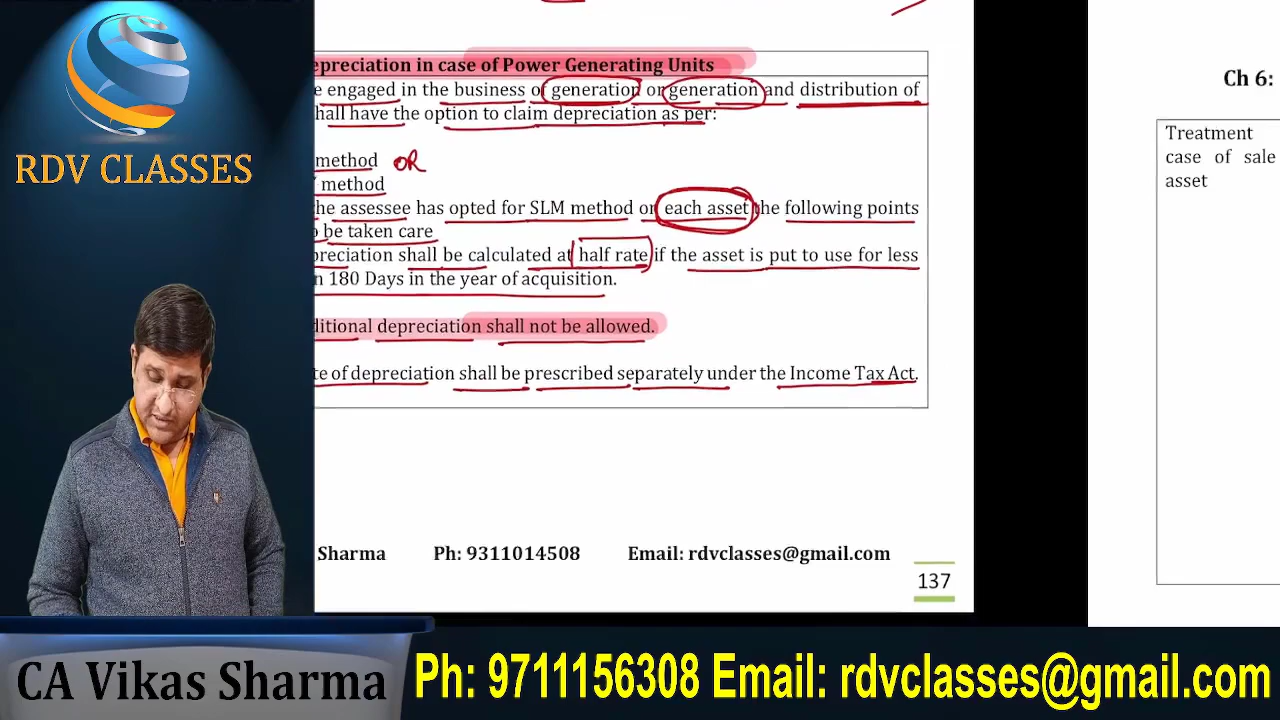 RDV CLASSES
epreciation in case of Power Generating Units
e engaged in the business of generation or generation and distribution of
hall have the option to claim depreciation as per:
method OR
method
he assessee has opted for SLM method on each asset the following points
o be taken care
preciation shall be calculated at half rate if the asset is put to use for less
n 180 Days in the year of acquisition.
ditional depreciation shall not be allowed.
te of depreciation shall be prescribed separately under the Income Tax Act.
Sharma Ph: 9311014508 Email: rdvclasses@gmail.com
137
Ch 6:
Treatment
case of sale
asset
CA Vikas Sharma
Ph: 9711156308 Email: rdvclasses@gmail.com